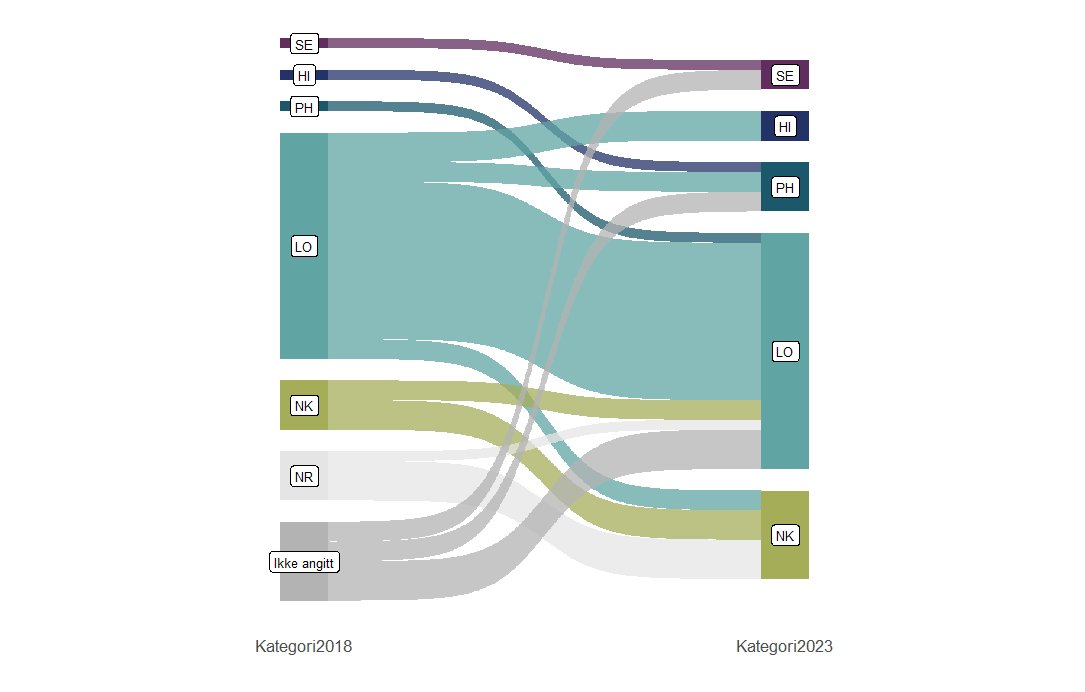 SE
HI
PH
LO
NK
NR
Ikke angitt
SE
HI
PH
LO
NK
Kategori2018
Kategori2023